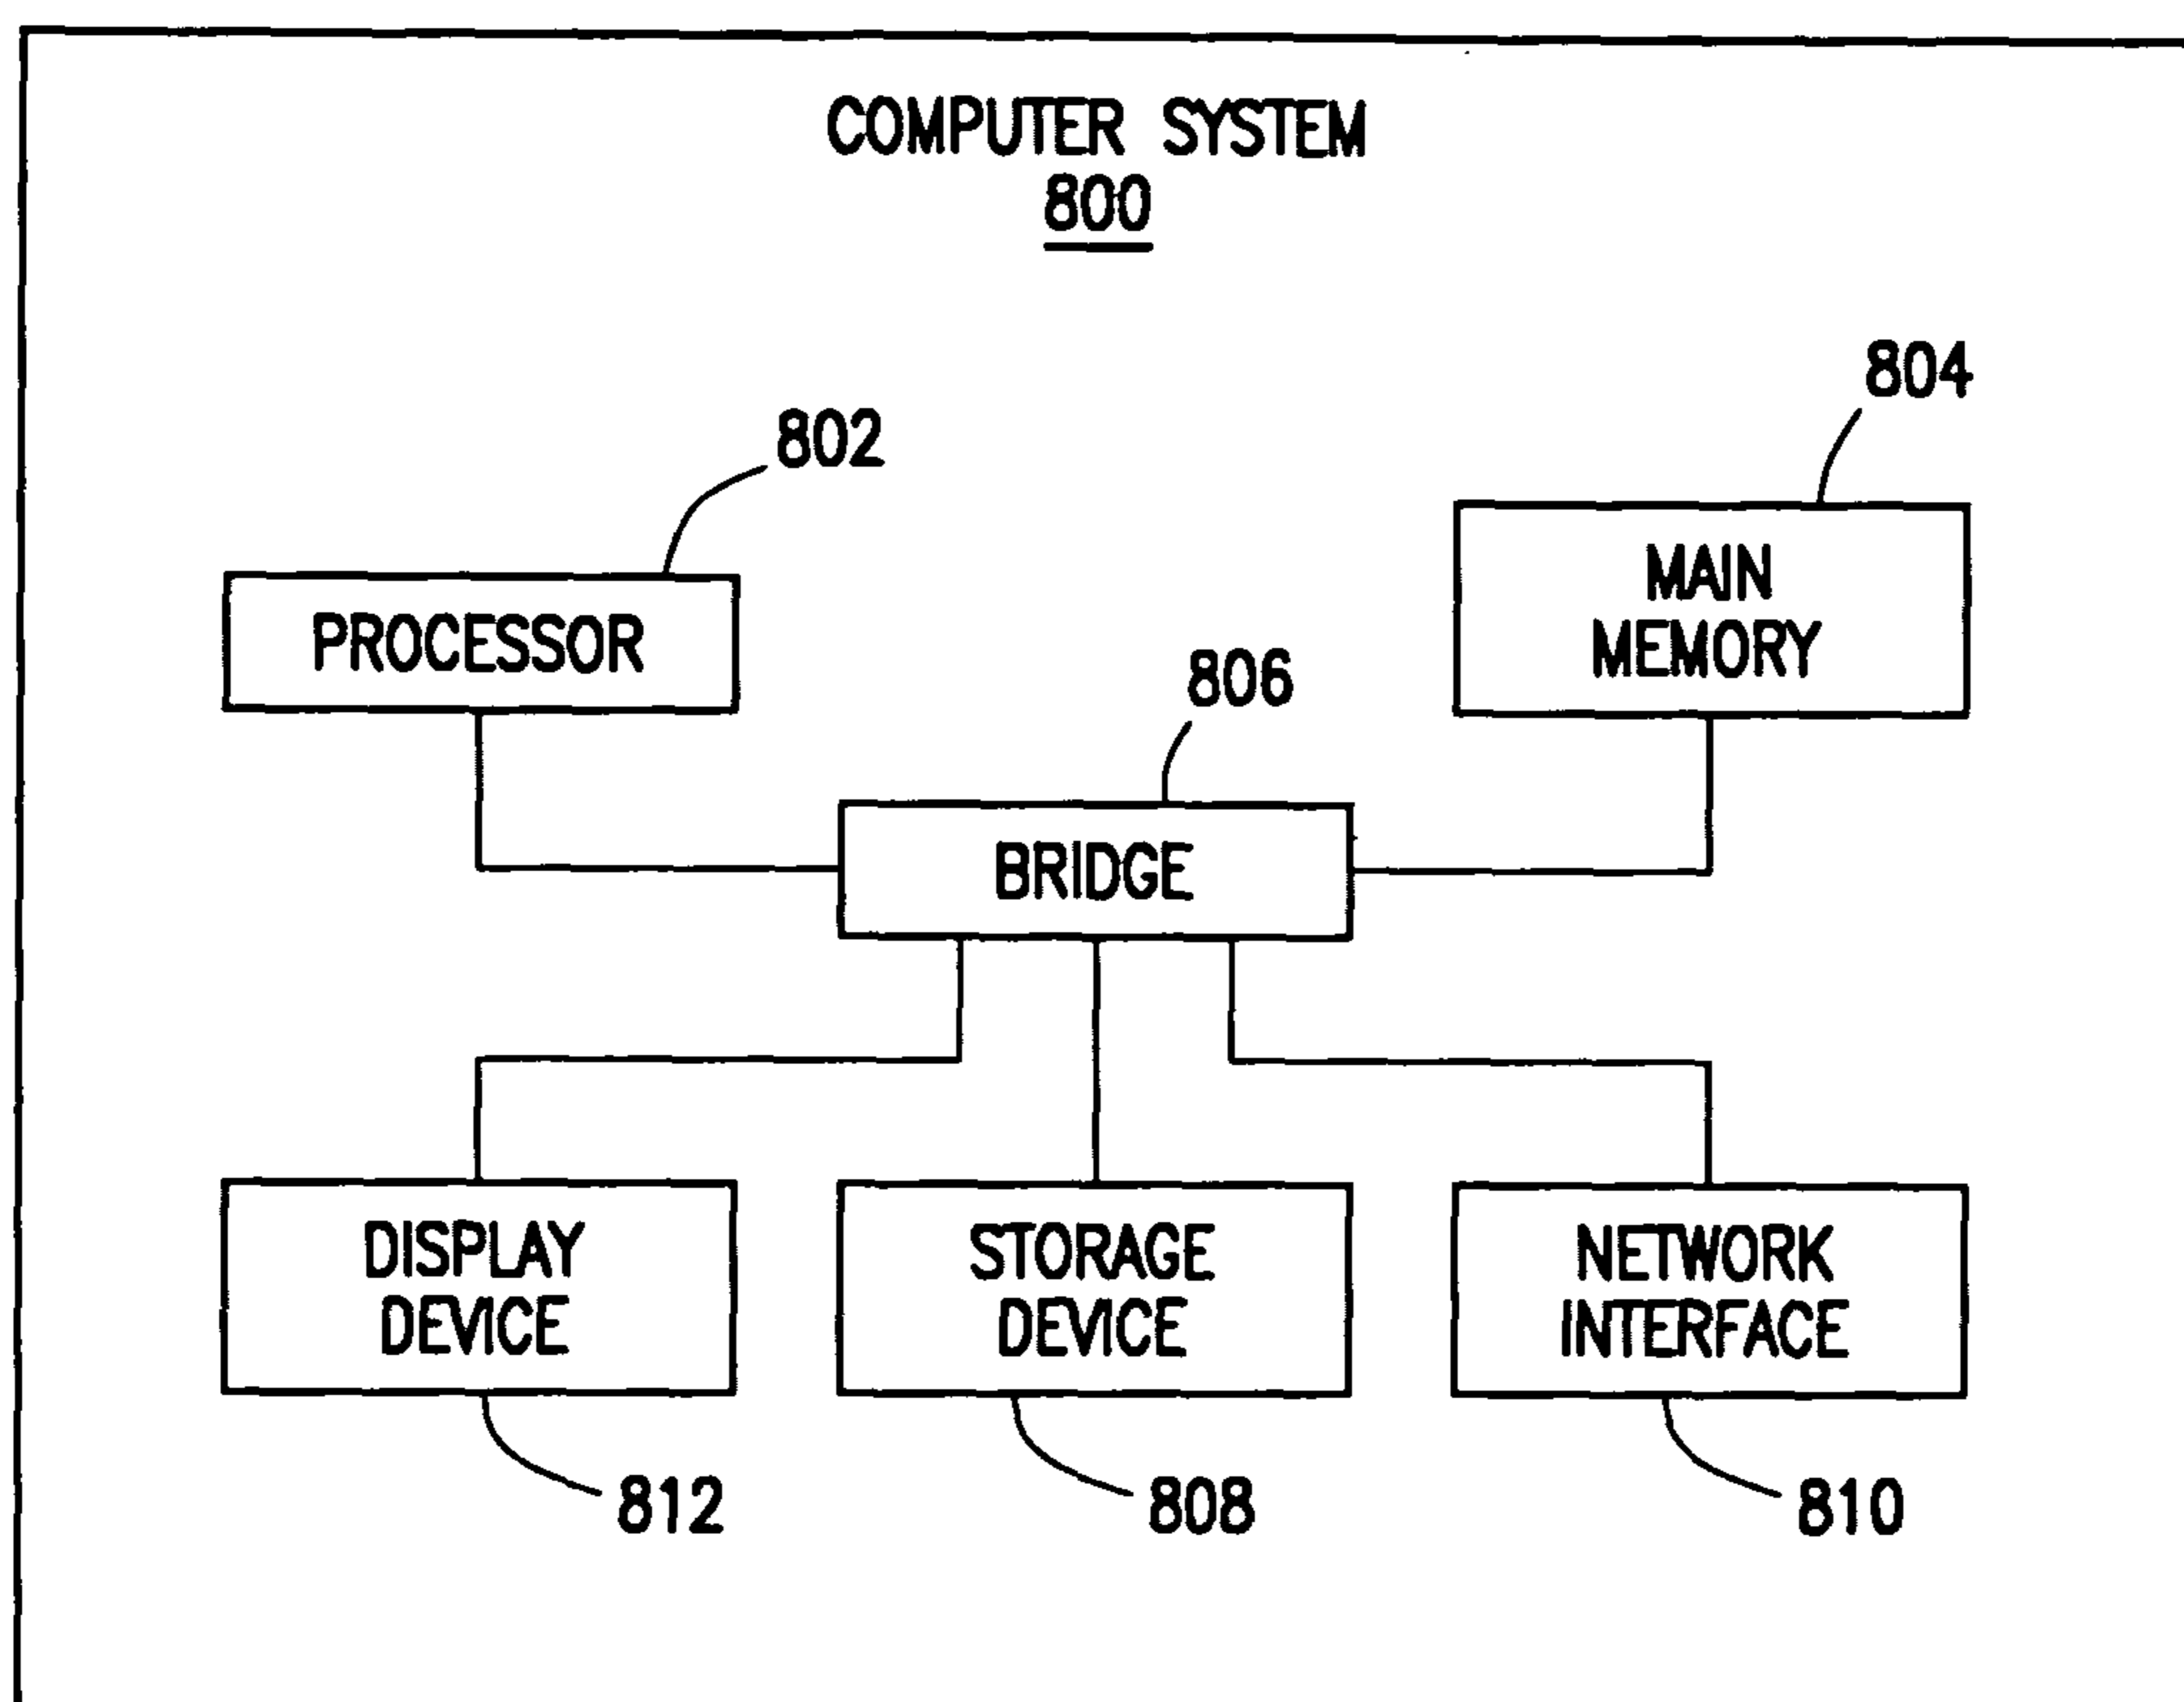 COMPUTER SYSTEM
800
804
802
MAIN
MEMORY
PROCESSOR
806
BRIDGE
DISPLAY
DEVICE
STORAGE
DEVICE
NETWORK
INTERFACE
812
808
810